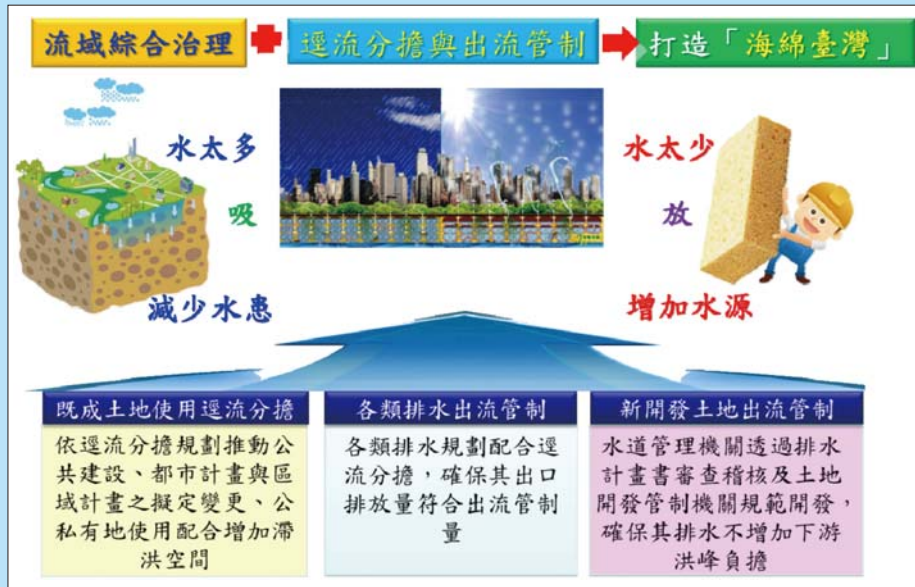 流域綜合治理
逕流分擔與出流管制
打造「海綿臺灣」
水太多
吸
減少水患
水太少
放
增加水源
既成土地使用逕流分擔
依逕流分擔規劃推動公
共建設、都市計畫與區
域計畫之擬定變更、公
私有地使用配合增加滯
洪空間
各類排水出流管制
各類排水規劃配合逕
流分擔，確保其出口
排放量符合出流管制
量
新開發土地出流管制
水道管理機關透過排水
計畫書審查稽核及土地
開發管制機關規範開發，
確保其排水不增加下游
洪峰負擔